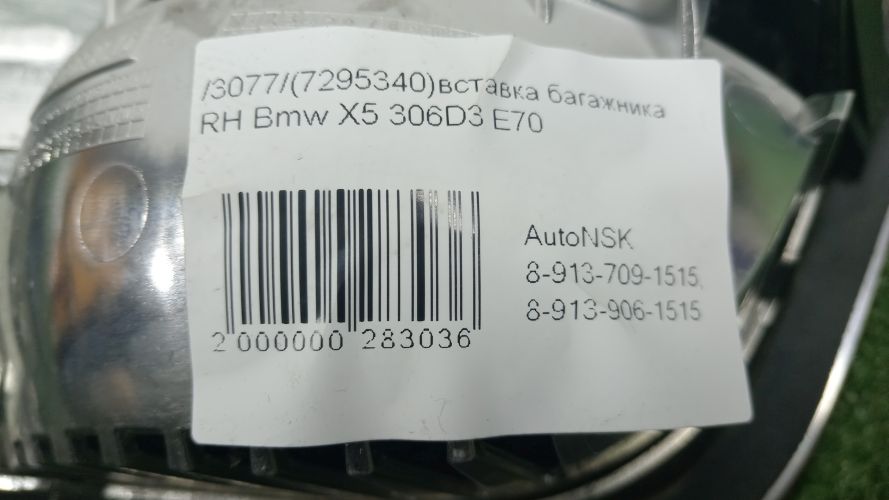 /3077/(7295340)вставка багажника
RH Bmw X5 306D3 E70
AutoNSK
8-913-709-1515,
8-913-906-1515
2 000000 283036